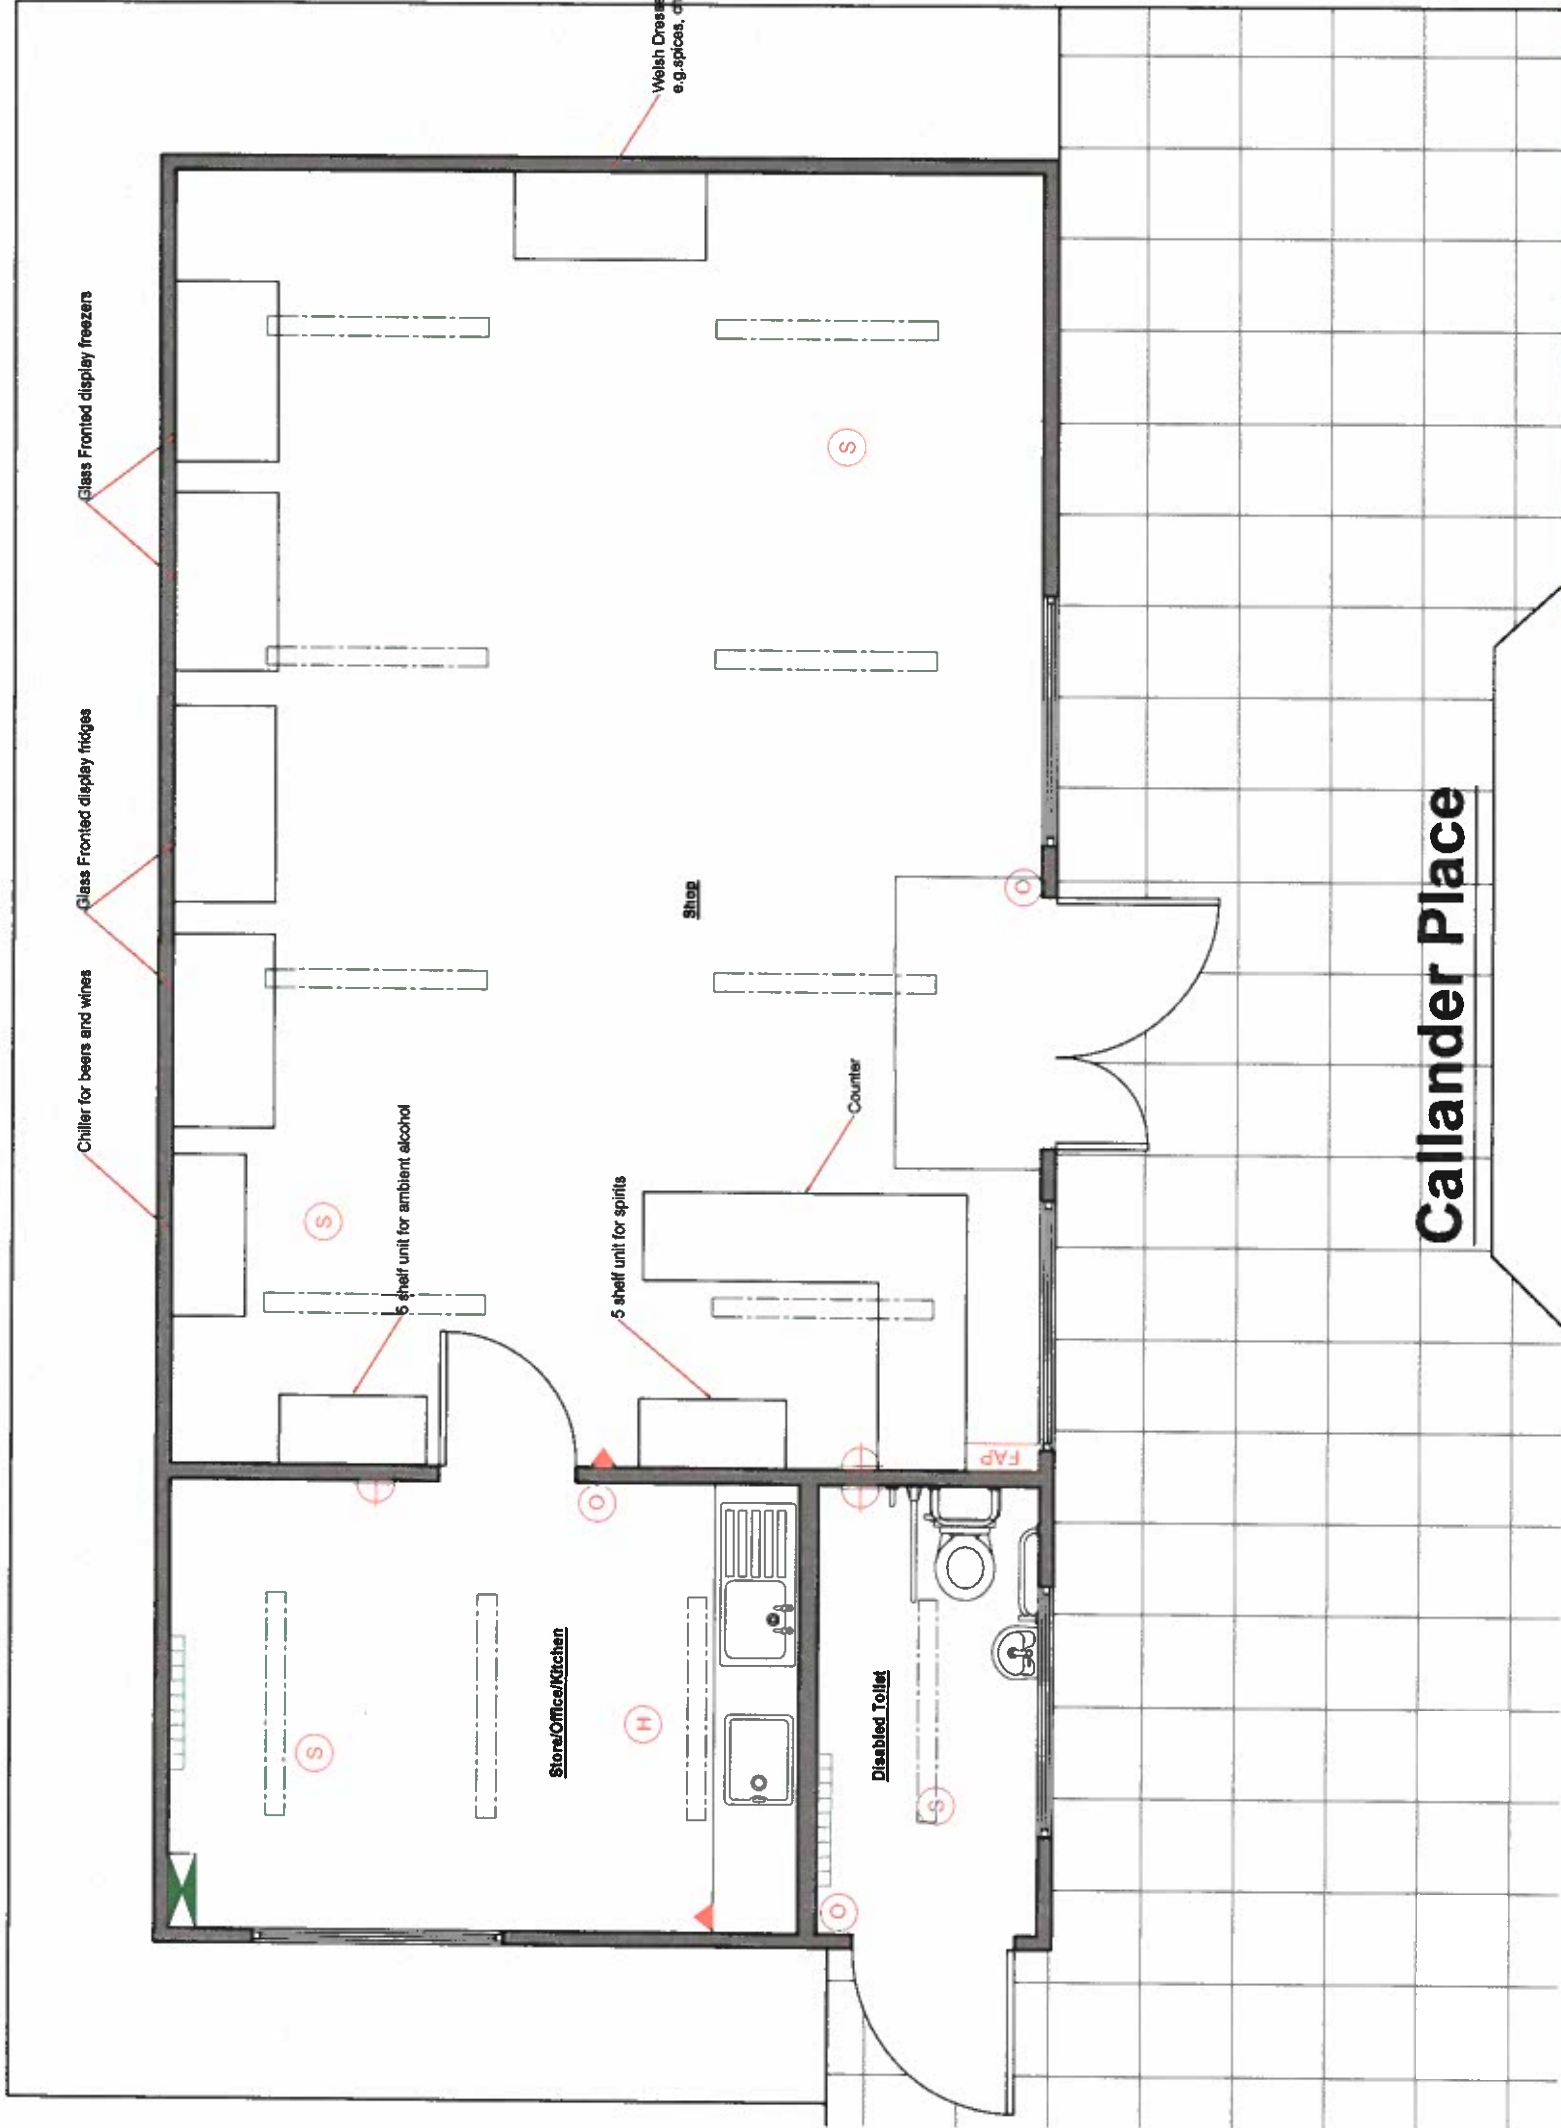 Chiller for beers and wines
Glass Fronted display fridges
Glass Fronted display freezers
5 shelf unit for ambient alcohol
5 shelf unit for spirits
Counter
Shop
Welsh
e.g.spices,
Store/Office/Kitchen
Disabled Toilet
S
S
S
S
H
O
O
O
FAP
Callander Place